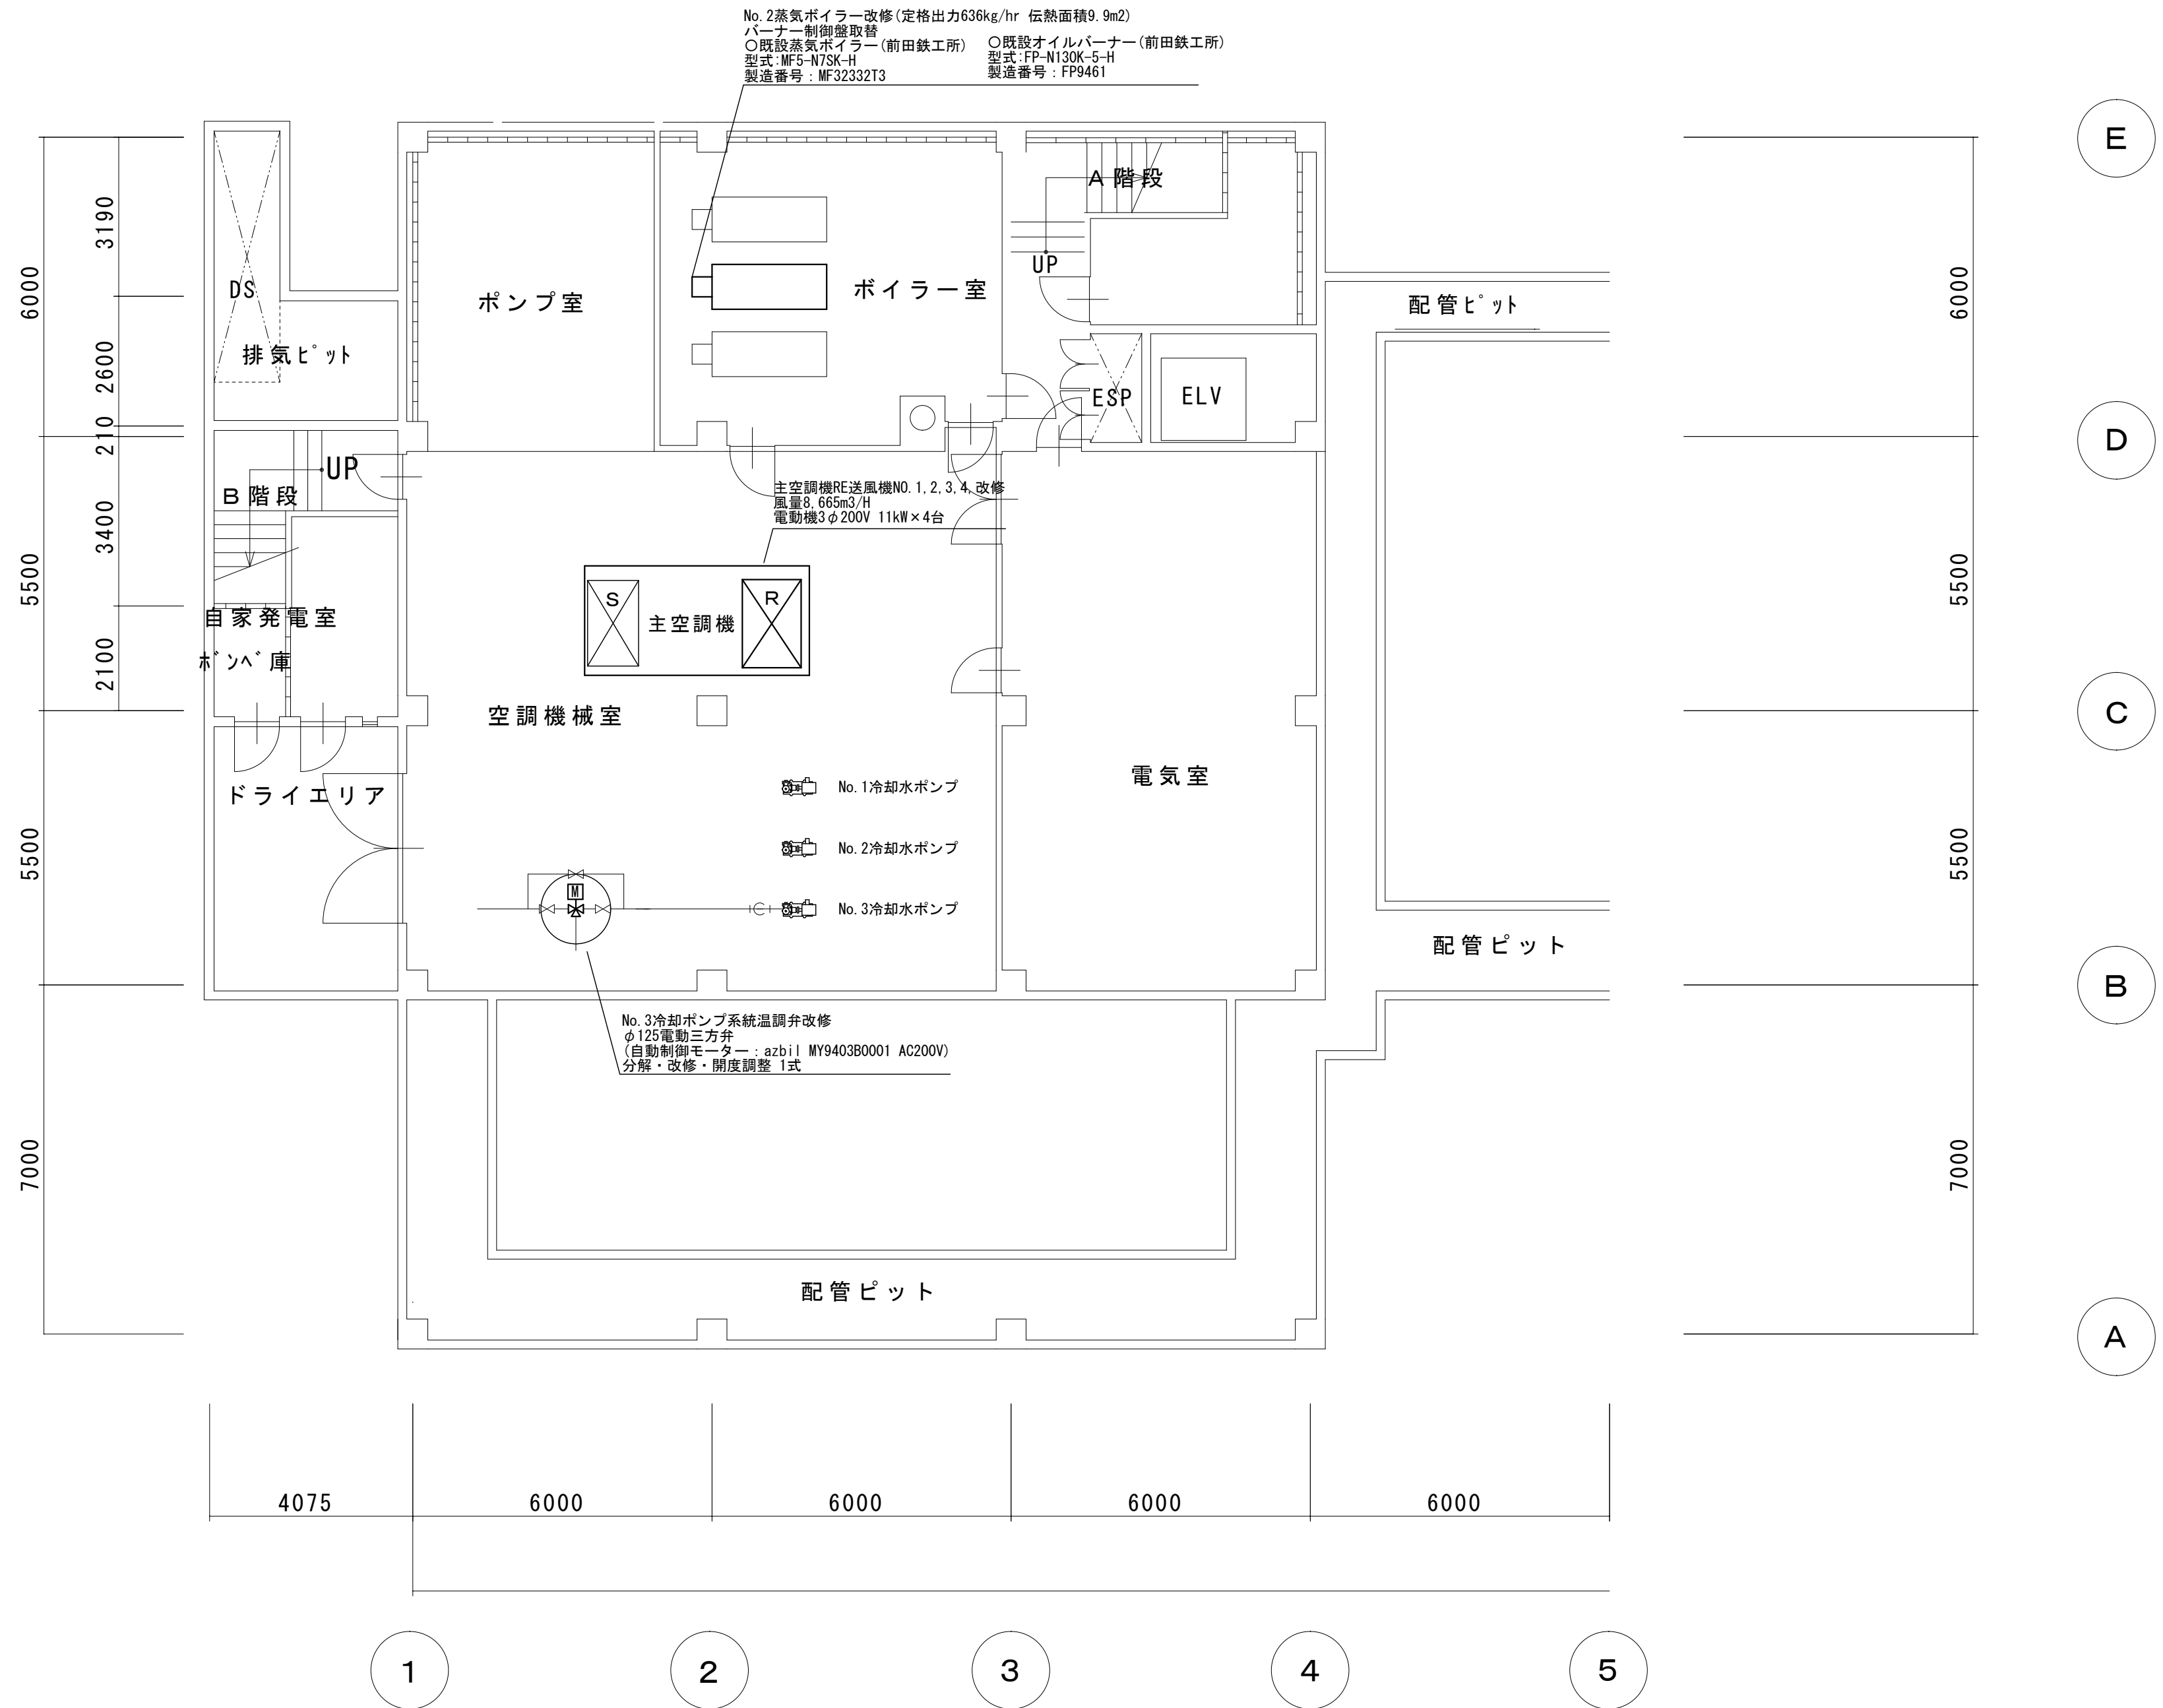 No.2蒸気ボイラー改修(定格出力636kg/hr 伝熱面積9.9m2)
バーナー制御盤取替
○既設蒸気ボイラー(前田鉄工所)
型式:MF5-N7SK-H
製造番号：MF32332T3
○既設オイルバーナー(前田鉄工所)
型式:FP-N130K-5-H
製造番号：FP9461
E
A 階段
3190
6000
DS
UP
ポンプ室
ボイラー室
配管ﾋﾟｯﾄ
6000
排気ﾋﾟｯﾄ
2600
ESP
ELV
210
D
UP
B 階段
主空調機RE送風機NO.1,2,3,4,改修
風量8,665m3/H
電動機3φ200V 11kW×4台
3400
5500
5500
S
R
主空調機
自家発電室
ﾎﾞﾝﾍﾞ庫
2100
空調機械室
C
電気室
No.1冷却水ポンプ
ドライエリア
No.2冷却水ポンプ
5500
5500
M
No.3冷却水ポンプ
配管ピット
B
No.3冷却ポンプ系統温調弁改修
φ125電動三方弁
(自動制御モーター：azbil MY9403B0001 AC200V)
分解・改修・開度調整 1式
7000
7000
配管ピット
A
4075
6000
6000
6000
6000
1
2
3
4
5